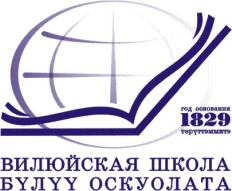 год основания
1829
төрүттэммитэ
ВИЛЮЙСКАЯ ШКОЛА
БҮЛҮҮ ОСКУОЛАТА